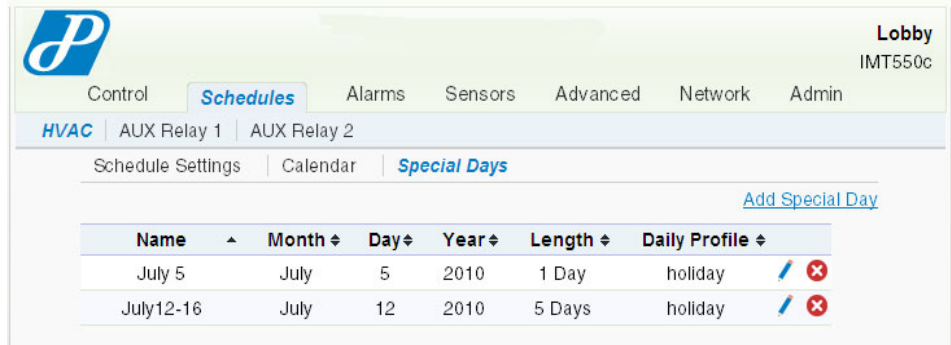 Lobby
IMT550c
Control Schedules Alarms Sensors Advanced Network Admin
HVAC AUX Relay 1 AUX Relay 2
Schedule Settings Calendar Special Days
Add Special Day
Name Month Day Year Length Daily Profile
July 5 July 5 2010 1 Day holiday
July12-16 July 12 2010 5 Days holiday